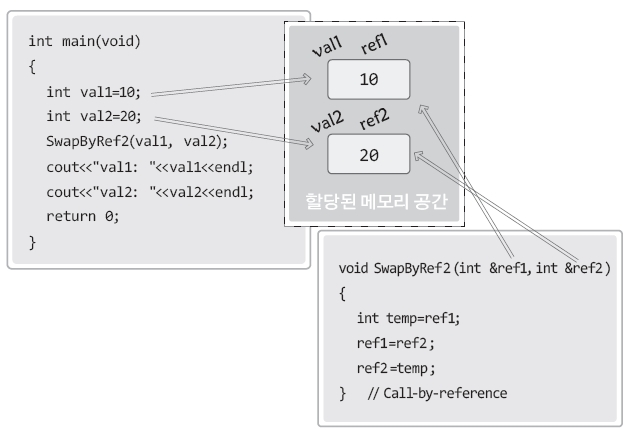 int main(void)
{
int val1=10;
int val2=20;
SwapByRef2(val1, val2);
cout<<"val1: "<<val1<<endl;
cout<<"val2: "<<val2<<endl;
return 0;
}
val1 ref1
10
val2 ref2
20
할당된 메모리 공간
void SwapByRef2(int &ref1, int &ref2)
{
int temp=ref1;
ref1=ref2;
ref2=temp;
} // Call-by-reference